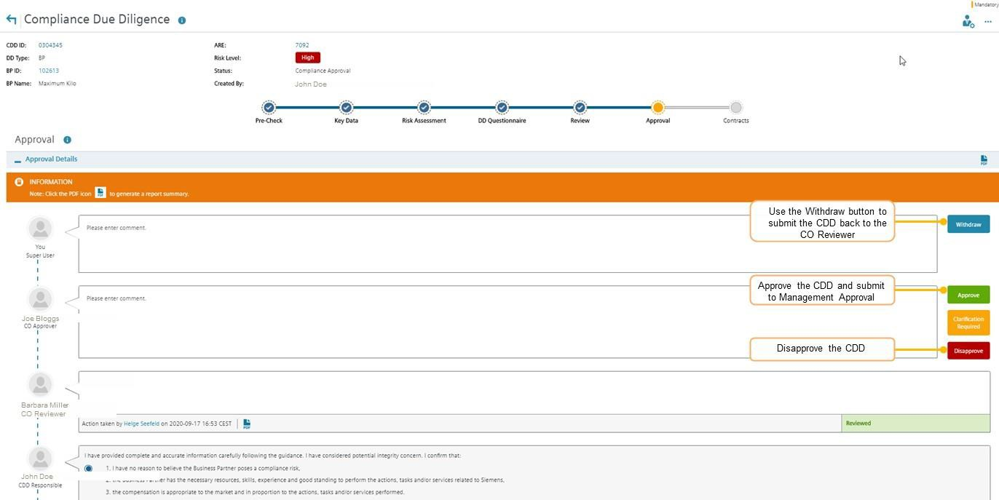 Mandatory
Compliance Due Diligence
CDD ID: 0304345
ARE: 7092
DD Type: BP
Risk Level: High
BP ID: 102613
Status: Compliance Approval
BP Name: Maximum Kilo
Created By: John Doe
Pre-Check Key Data Risk Assessment DD Questionnaire Review Approval Contracts
Approval
Approval Details
PDF
INFORMATION
Note: Click the PDF icon PDF to generate a report summary.
Please enter comment.
You
Super User
Use the Withdraw button to
submit the CDD back to the
CO Reviewer
Withdraw
Please enter comment.
Joe Bloggs
CO Approver
Approve the CDD and submit
to Management Approval
Approve
Clarification
Required
Disapprove the CDD
Disapprove
Barbara Miller
CO Reviewer
Action taken by Helge Seefeld on 2020-09-17 16:53 CEST PDF
Reviewed
I have provided complete and accurate information carefully following the guidance. I have considered potential integrity concern. I confirm that:
1. I have no reason to believe the Business Partner poses a compliance risk,
John Doe
CDD Responsible
2. the Business Partner has the necessary resources, skills, experience and good standing to perform the actions, tasks and/or services related to Siemens,
3. the compensation is appropriate to the market and in proportion to the actions, tasks and/or services performed.